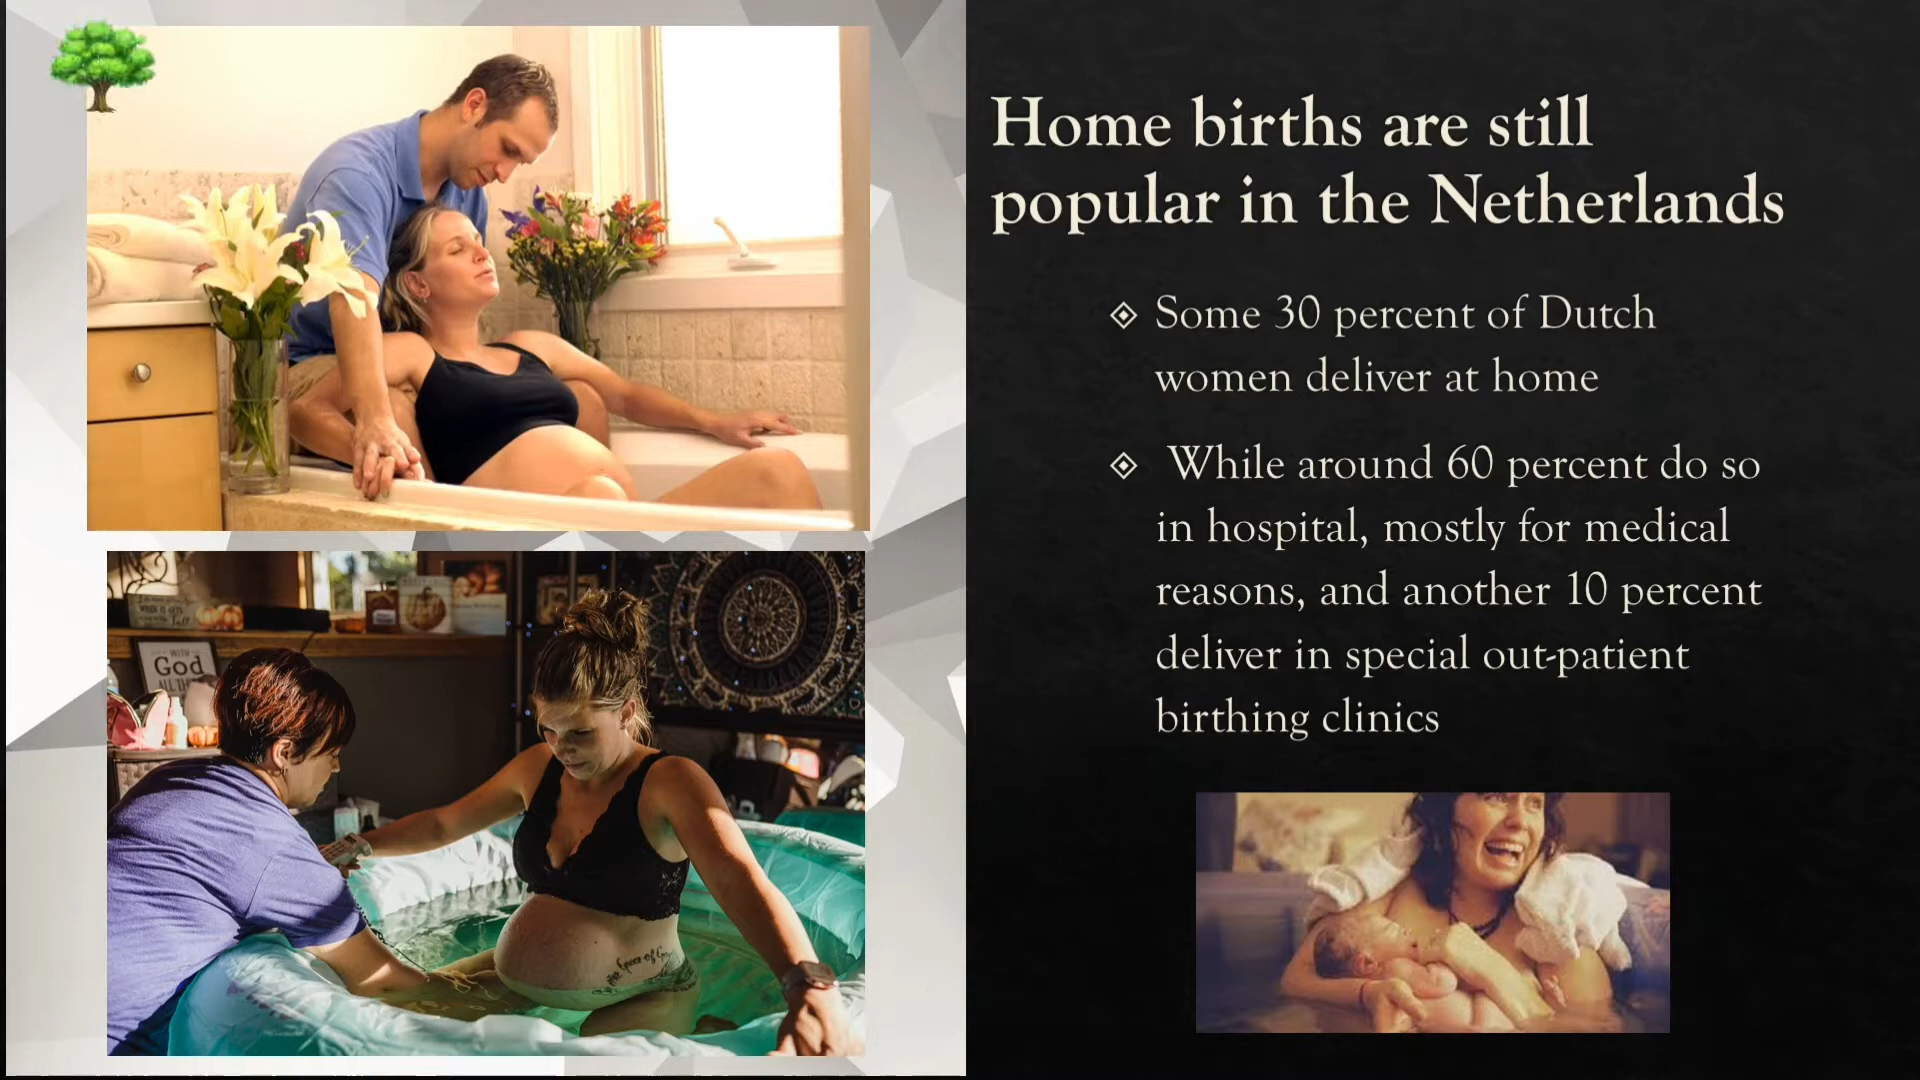 Home births are still
popular in the Netherlands
Some 30 percent of Dutch
women deliver at home
While around 60 percent do so
in hospital, mostly for medical
reasons, and another 10 percent
deliver in special out-patient
birthing clinics
WITH
God